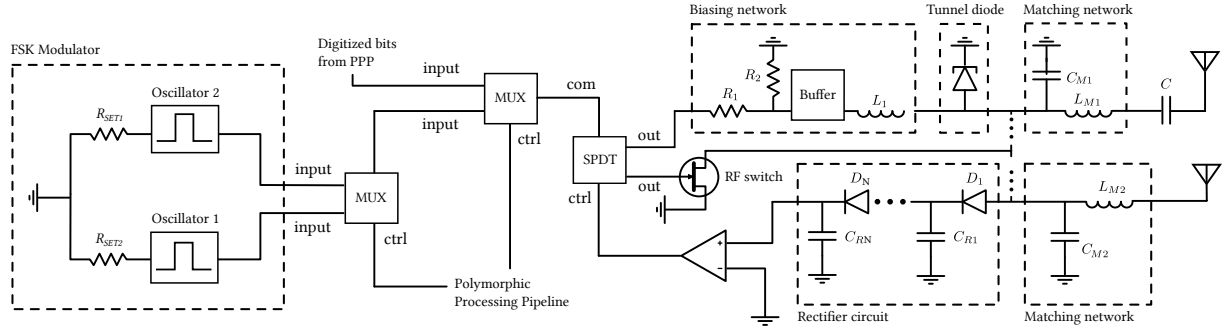 Biasing network
Tunnel diode
Matching network
FSK Modulator
Digitized bits
from PPP
input
MUX
com
input
ctrl
R_SET1
Oscillator 2
R_SET2
Oscillator 1
input
input
MUX
ctrl
Polymorphic
Processing Pipeline
R_1
R_2
Buffer
L_1
C_M1
L_M1
C
out
SPDT
out
ctrl
RF switch
+
−
D_N
D_1
C_RN
C_R1
L_M2
C_M2
Rectifier circuit
Matching network